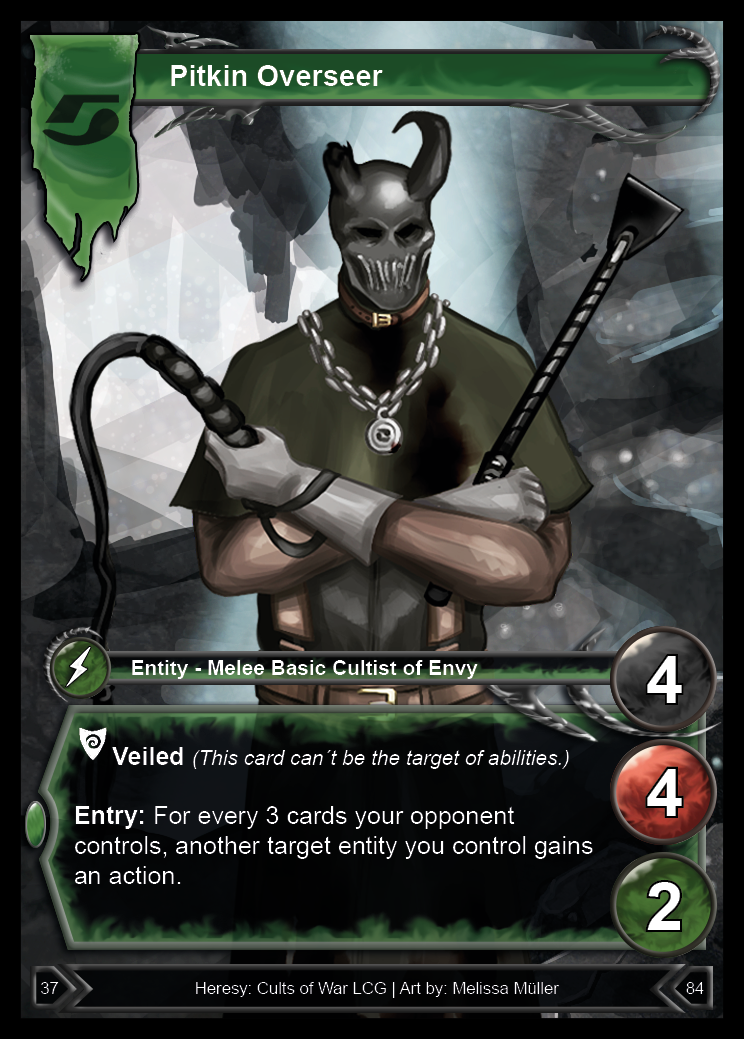 Pitkin Overseer
Entity - Melee Basic Cultist of Envy
4
Veiled (This card can´t be the target of abilities.)
4
Entry: For every 3 cards your opponent
controls, another target entity you control gains
an action.
2
37
Heresy: Cults of War LCG | Art by: Melissa Müller
84